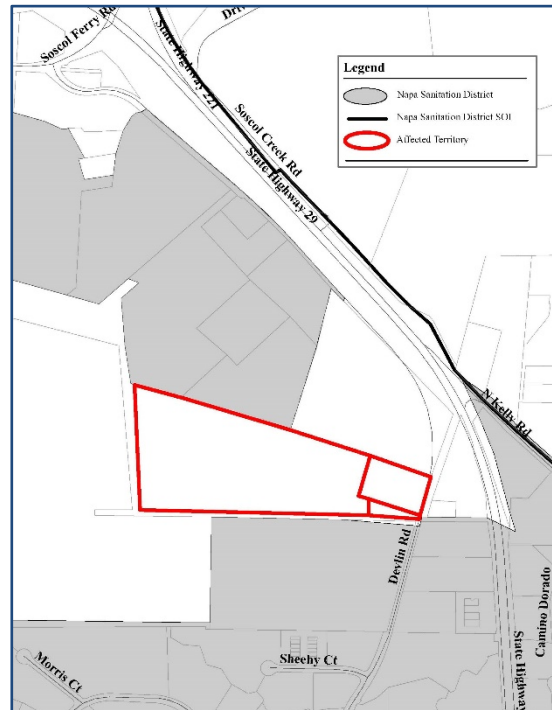 Soscol Ferry Rd
State Highway 221
Soscol Creek Rd
State Highway 29
Legend
Napa Sanitation District
Napa Sanitation District SOI
Affected Territory
N Kelly Rd
Devlin Rd
Camino Dorado
State Highway
Sheehy Ct
Morris Ct